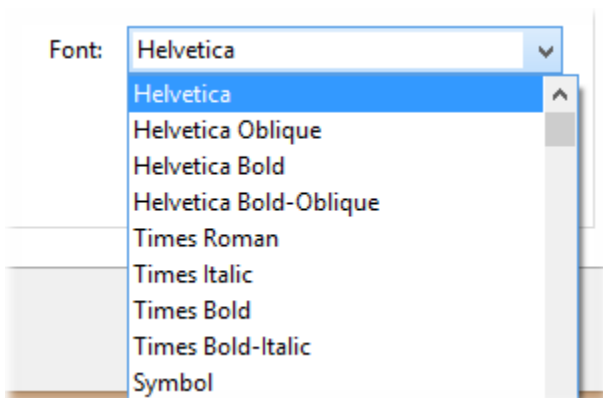 Font: Helvetica
Helvetica
Helvetica Oblique
Helvetica Bold
Helvetica Bold-Oblique
Times Roman
Times Italic
Times Bold
Times Bold-Italic
Symbol